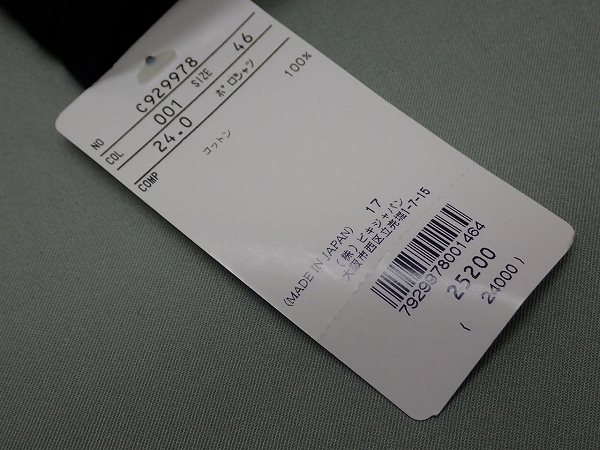 NO C929978
COL 001 SIZE 46
24.0 ポロシャツ
COMP
コットン 100%
17
(MADE IN JAPAN)
(株)ビギジャパン
大阪市西区立売堀1-7-15
7929978001464
25200
( 24000)